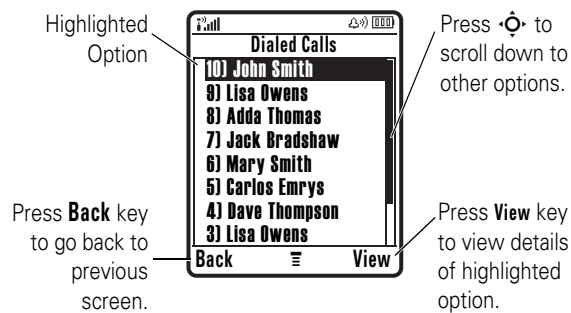 Highlighted
Option
Dialed Calls
10) John Smith
9) Lisa Owens
8) Adda Thomas
7) Jack Bradshaw
6) Mary Smith
5) Carlos Emrys
4) Dave Thompson
3) Lisa Owens
Back
View
Press to
scroll down to
other options.
Press Back key
to go back to
previous
screen.
Press View key
to view details
of highlighted
option.